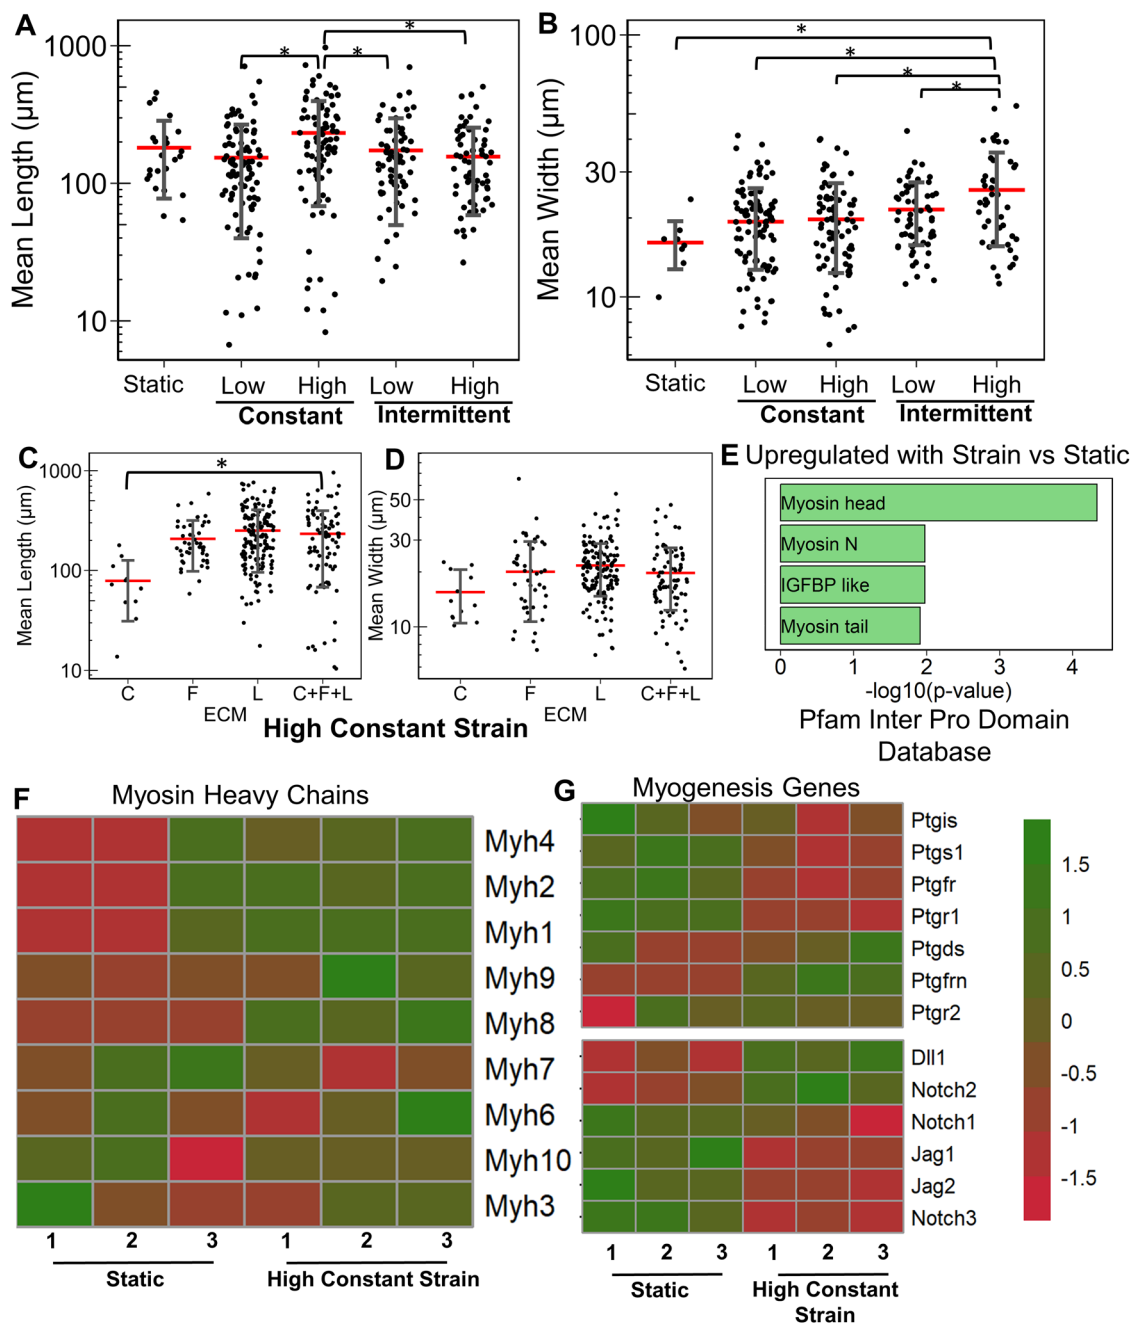 A
Mean Length (μm)
1000
100
10
*
*
*
Static
Low
High
Low
High
Constant
Intermittent
B
Mean Width (μm)
100
30
10
*
*
*
*
Static
Low
High
Low
High
Constant
Intermittent
C
Mean Length (μm)
1000
100
10
*
C
F
L
C+F+L
ECM
D
Mean Width (μm)
50
30
10
C
F
L
C+F+L
ECM
High Constant Strain
E Upregulated with Strain vs Static
Myosin head
Myosin N
IGFBP like
Myosin tail
0 1 2 3 4
-log10(p-value)
Pfam Inter Pro Domain
Database
F
Myosin Heavy Chains
Myh4
Myh2
Myh1
Myh9
Myh8
Myh7
Myh6
Myh10
Myh3
1 2 3 1 2 3
Static
High Constant Strain
G
Myogenesis Genes
Ptgis
Ptgs1
Ptgfr
Ptgr1
Ptgds
Ptgfrn
Ptgr2
Dll1
Notch2
Notch1
Jag1
Jag2
Notch3
1 2 3 1 2 3
Static
High Constant
Strain
1.5
1
0.5
0
-0.5
-1
-1.5